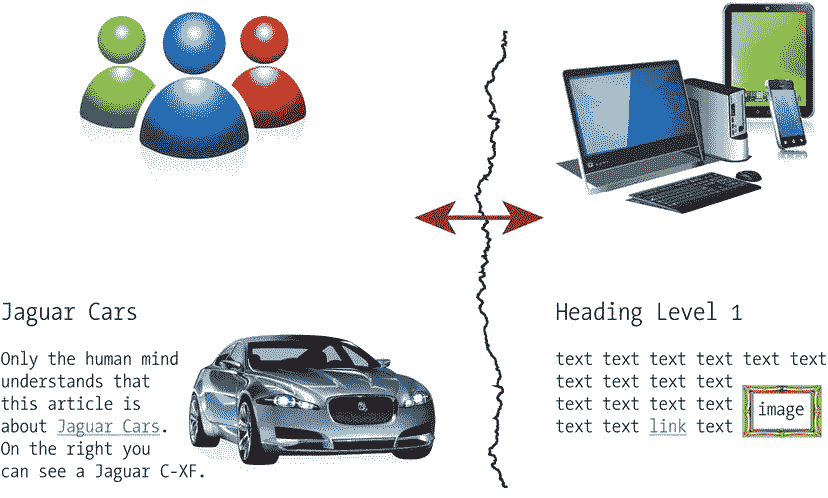 Jaguar Cars
Only the human mind
understands that
this article is
about Jaguar Cars.
On the right you
can see a Jaguar C-XF.
Heading Level 1
text text text text text text
text text text text
text text text text
text text link text
image